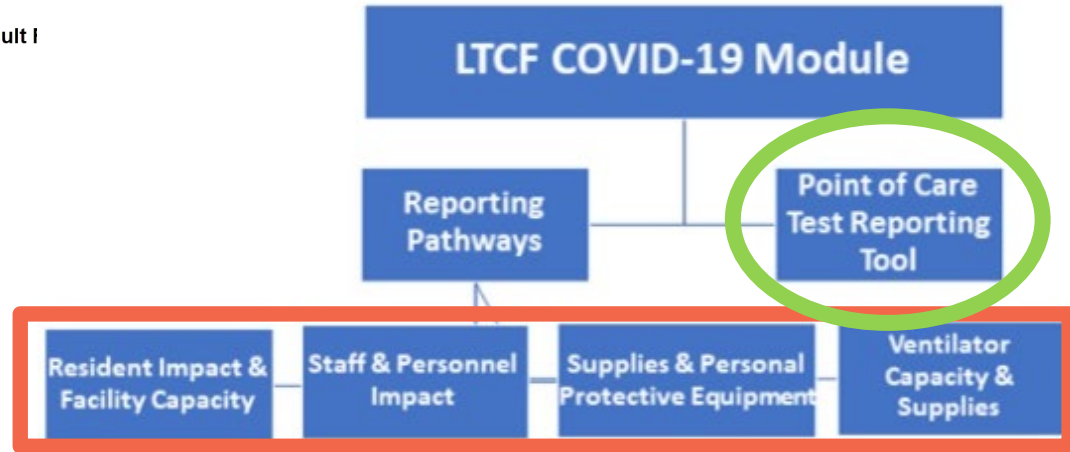 ult
LTCF COVID-19 Module
Reporting
Pathways
Point of Care
Test Reporting
Tool
Resident Impact &
Facility Capacity
Staff & Personnel
Impact
Supplies & Personal
Protective Equipment
Ventilator
Capacity &
Supplies